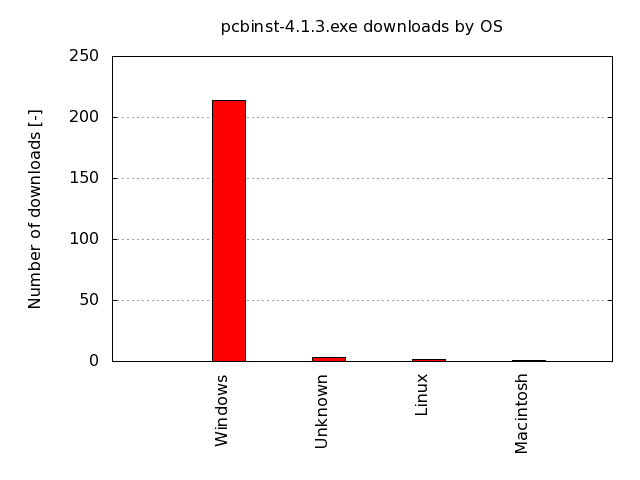 pcbinst-4.1.3.exe downloads by OS
250
200
150
100
50
0
Number of downloads [-]
Windows
Unknown
Linux
Macintosh